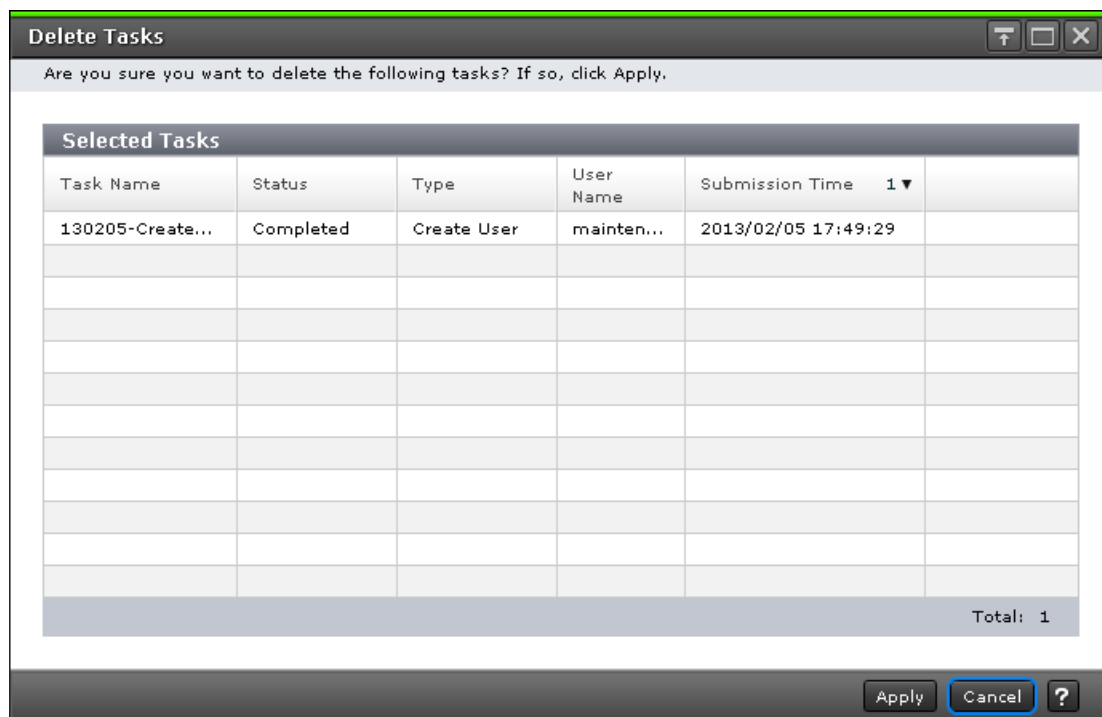 Delete Tasks
Are you sure you want to delete the following tasks? If so, click Apply.
Selected Tasks
Task Name Status Type User Name Submission Time 1▼
130205-Create... Completed Create User mainten... 2013/02/05 17:49:29
Total: 1
Apply Cancel ?